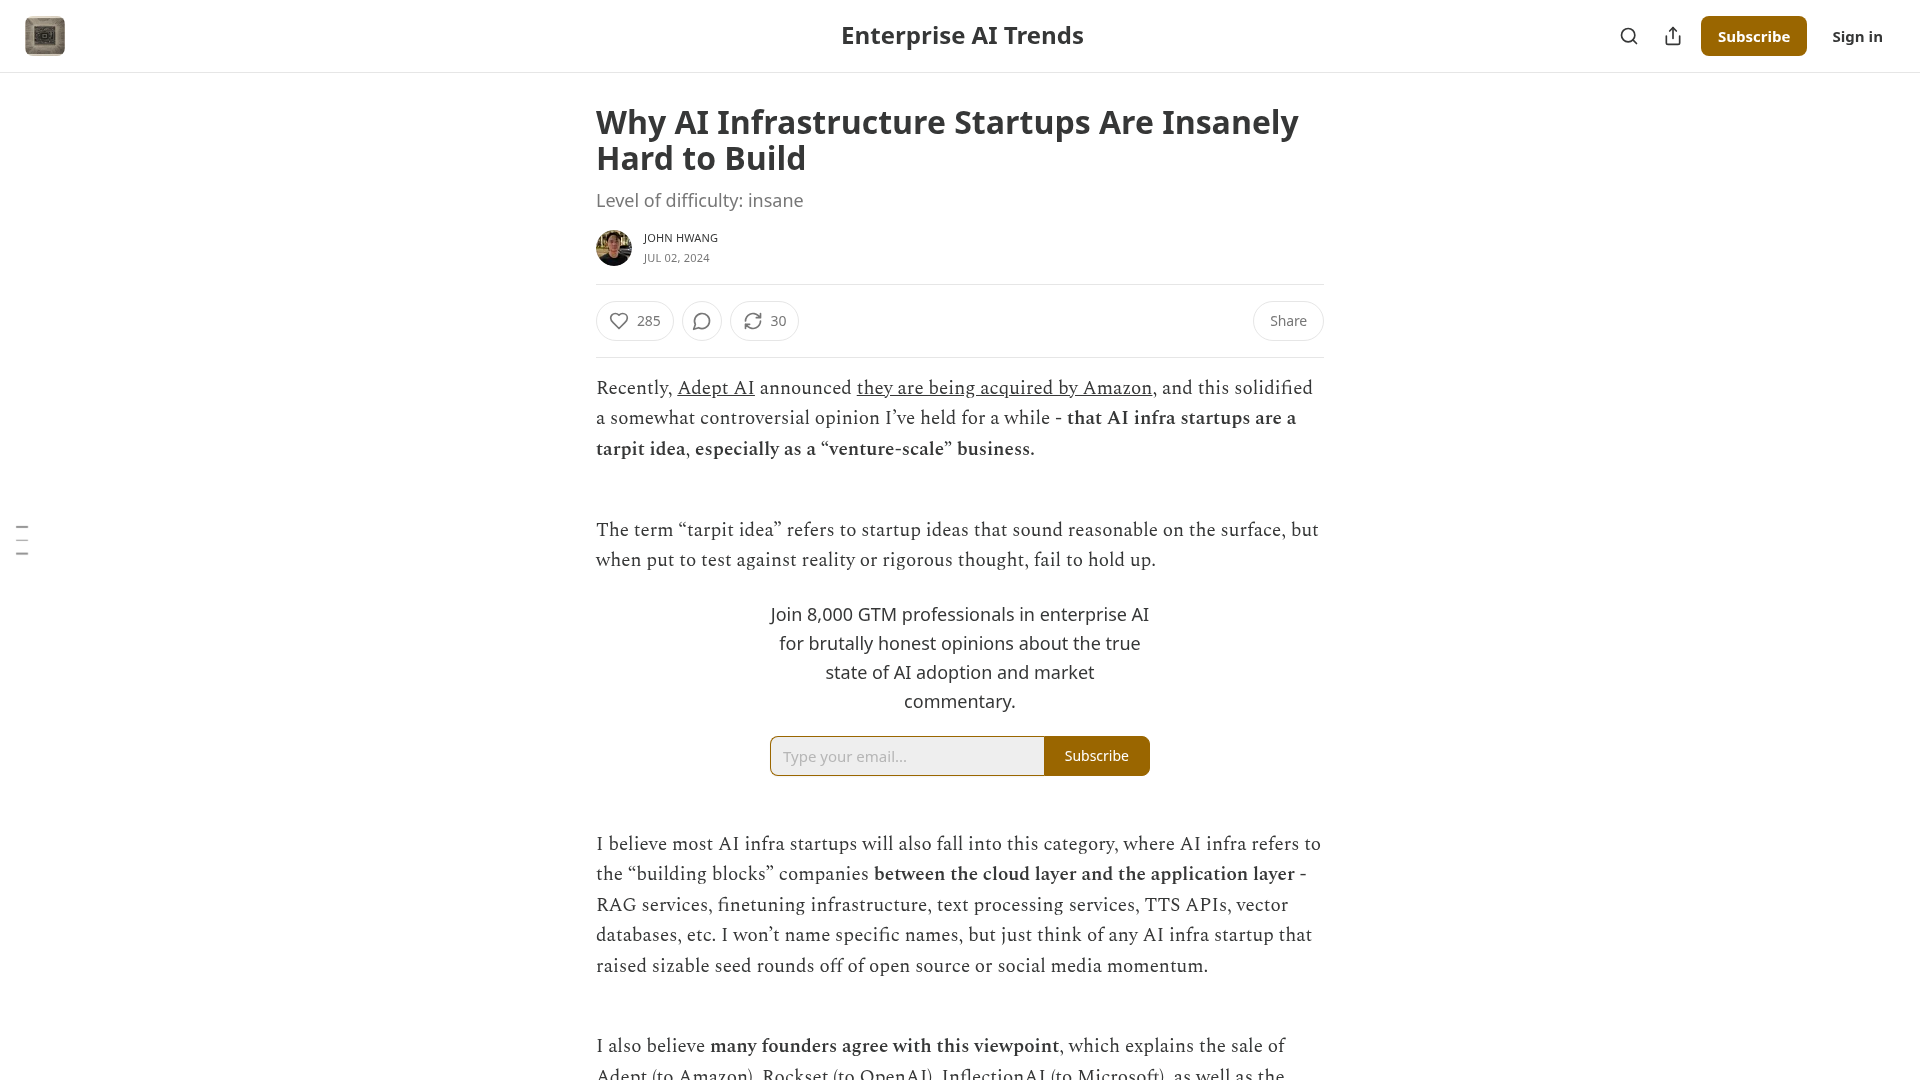 Enterprise AI Trends
Subscribe
Sign in
Why AI Infrastructure Startups Are Insanely
Hard to Build
Level of difficulty: insane
JOHN HWANG
JUL 02, 2024
285
30
Share
Recently, Adept AI announced they are being acquired by Amazon, and this solidified
a somewhat controversial opinion I’ve held for a while - that AI infra startups are a
tarpit idea, especially as a “venture-scale” business.
The term “tarpit idea” refers to startup ideas that sound reasonable on the surface, but
when put to test against reality or rigorous thought, fail to hold up.
Join 8,000 GTM professionals in enterprise AI
for brutally honest opinions about the true
state of AI adoption and market
commentary.
Type your email...
Subscribe
I believe most AI infra startups will also fall into this category, where AI infra refers to
the “building blocks” companies between the cloud layer and the application layer -
RAG services, finetuning infrastructure, text processing services, TTS APIs, vector
databases, etc. I won’t name specific names, but just think of any AI infra startup that
raised sizable seed rounds off of open source or social media momentum.
I also believe many founders agree with this viewpoint, which explains the sale of
Adept (to Amazon), Rockset (to OpenAI), InflectionAI (to Microsoft), as well as the